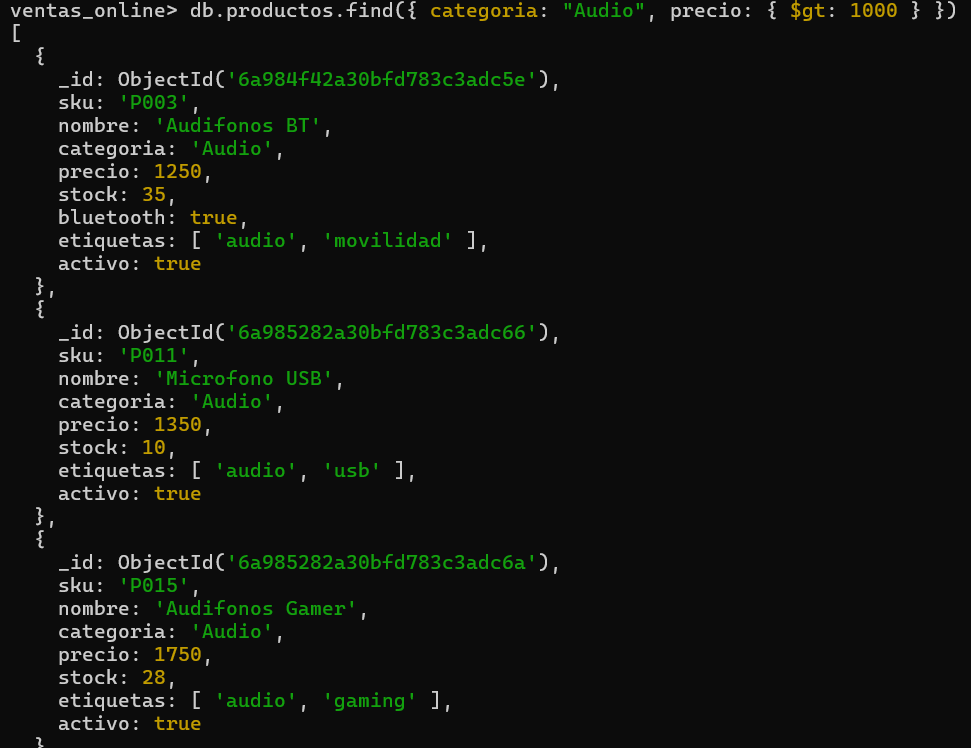 ventas_online> db.productos.find({ categoria: "Audio", precio: { $gt: 1000 } })
[
  {
    _id: ObjectId('6a984f42a30bfd783c3adc5e'),
    sku: 'P003',
    nombre: 'Audifonos BT',
    categoria: 'Audio',
    precio: 1250,
    stock: 35,
    bluetooth: true,
    etiquetas: [ 'audio', 'movilidad' ],
    activo: true
  },
  {
    _id: ObjectId('6a985282a30bfd783c3adc66'),
    sku: 'P011',
    nombre: 'Microfono USB',
    categoria: 'Audio',
    precio: 1350,
    stock: 10,
    etiquetas: [ 'audio', 'usb' ],
    activo: true
  },
  {
    _id: ObjectId('6a985282a30bfd783c3adc6a'),
    sku: 'P015',
    nombre: 'Audifonos Gamer',
    categoria: 'Audio',
    precio: 1750,
    stock: 28,
    etiquetas: [ 'audio', 'gaming' ],
    activo: true
  }